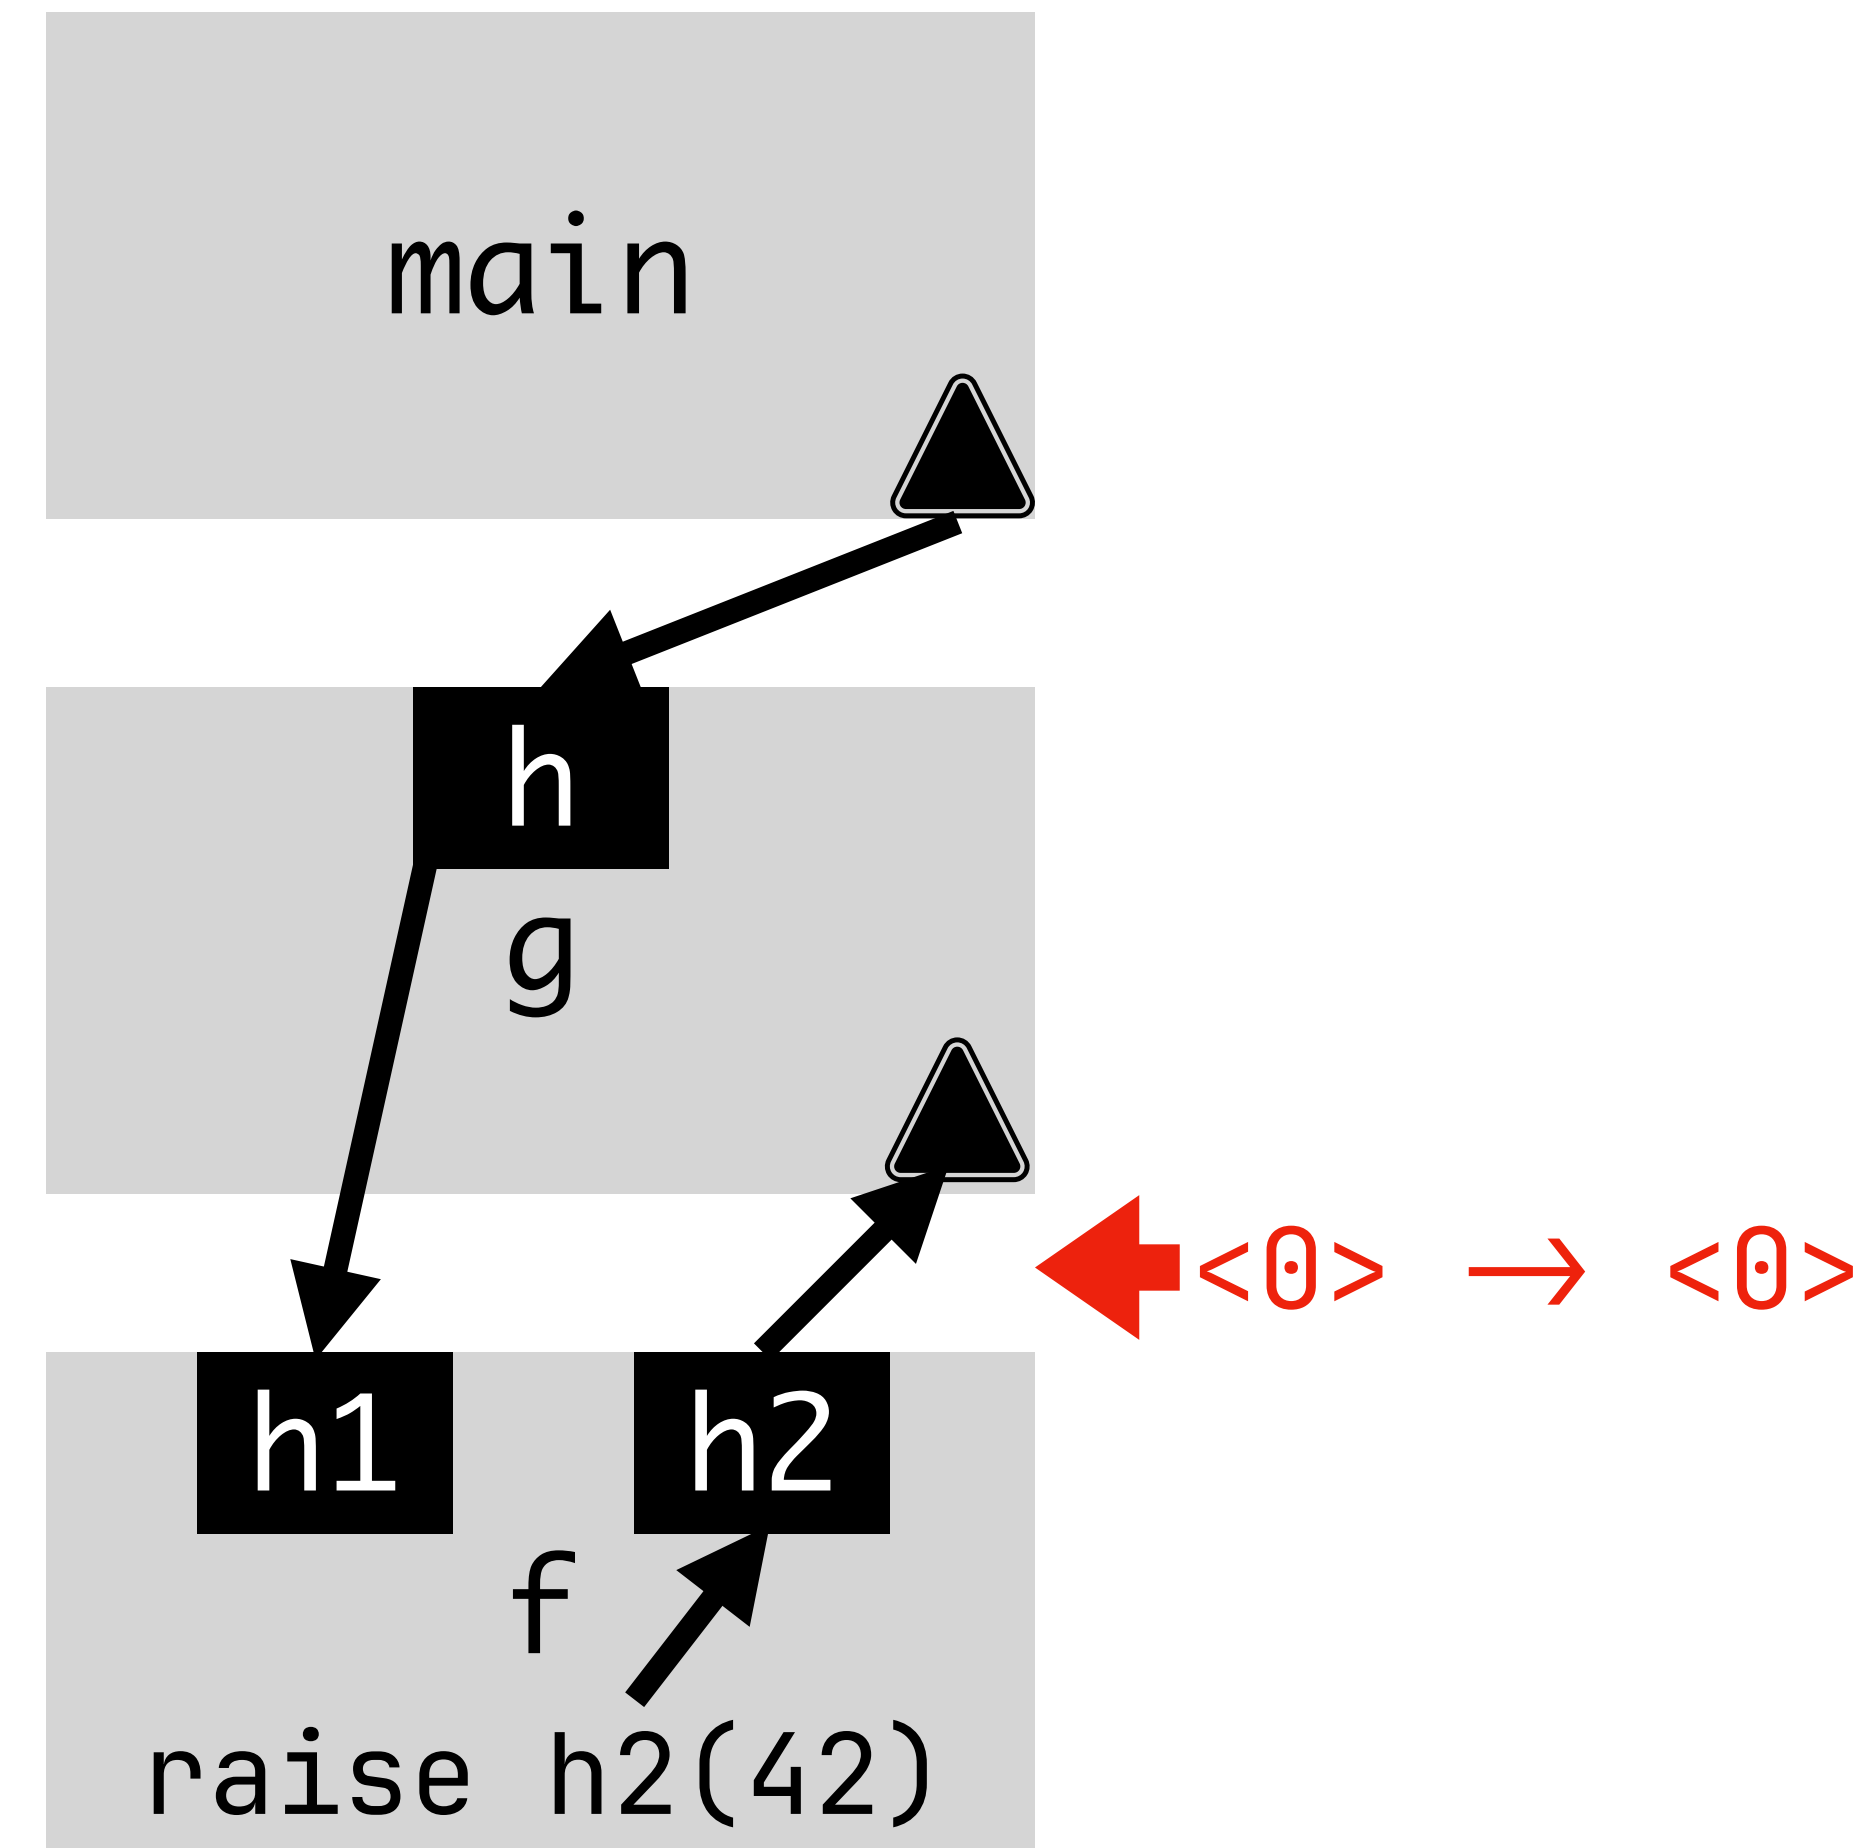 main
h
g
<0> → <0>
h1 h2
f
raise h2(42)